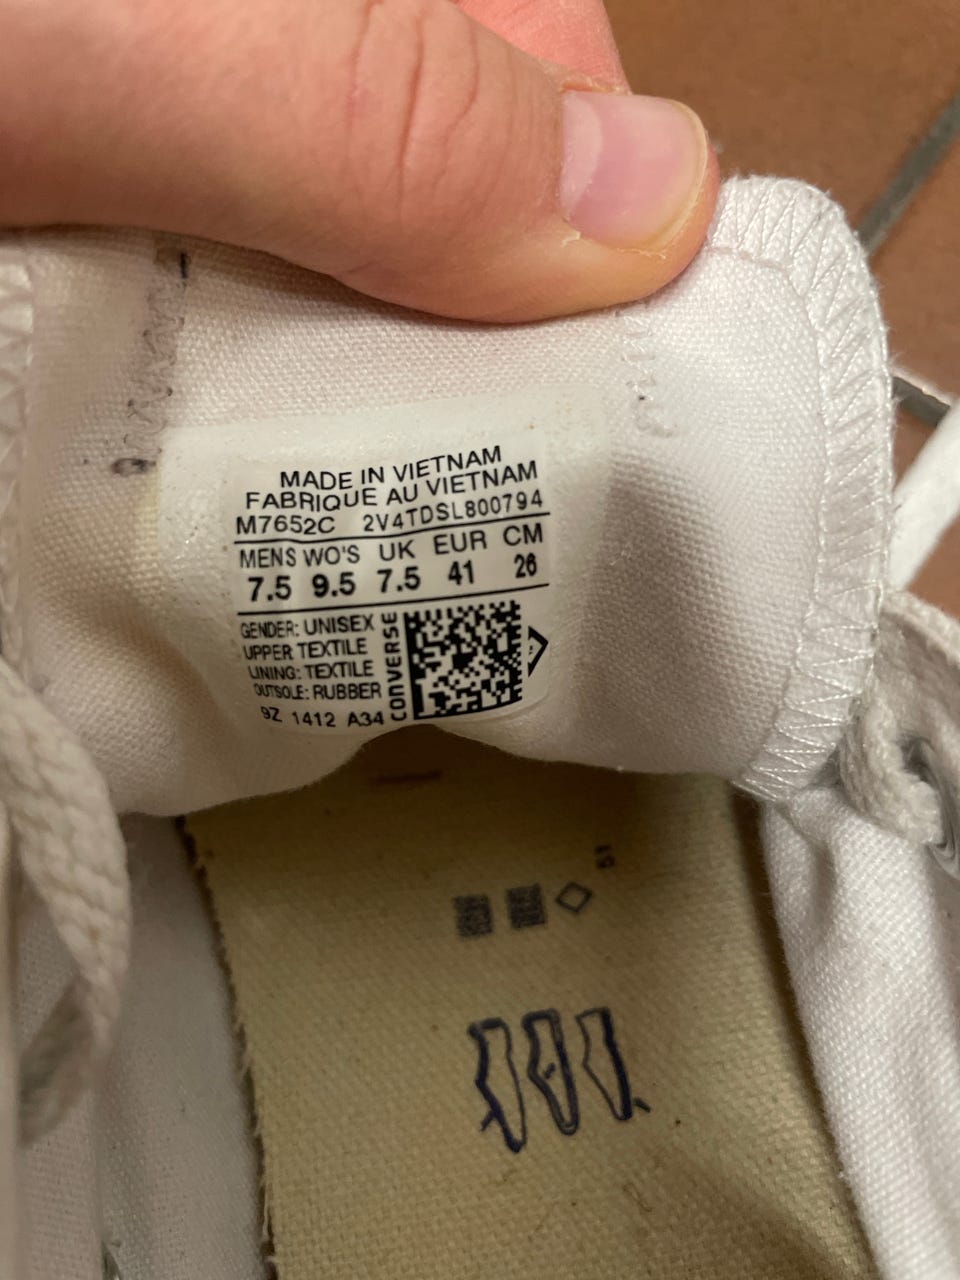 MADE IN VIETNAM
FABRIQUE AU VIETNAM
M7652C 2V4TDSL800794
MENS WO'S UK EUR CM
7.5 9.5 7.5 41 26
GENDER: UNISEX
UPPER TEXTILE
LINING: TEXTILE
OUTSOLE: RUBBER
9Z 1412 A34
CONVERSE
51